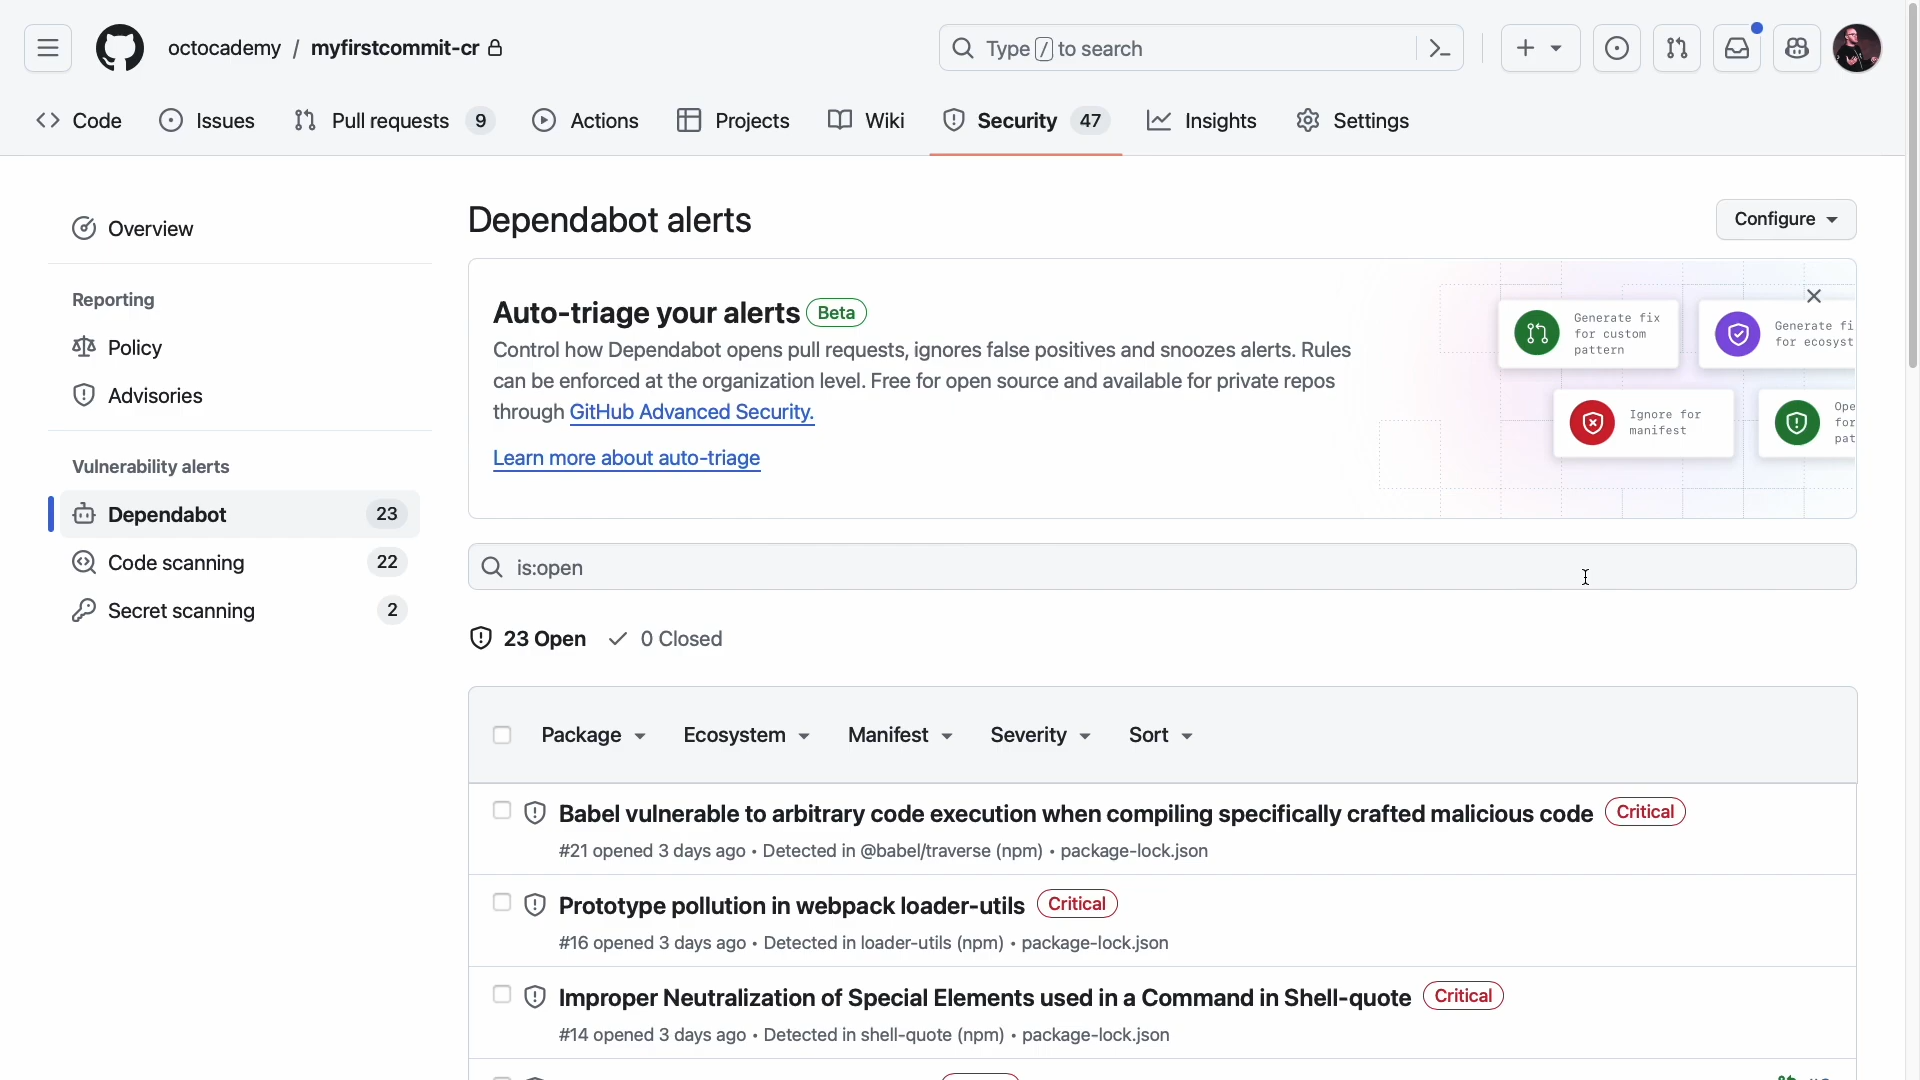 octocademy / myfirstcommit-cr
Type / to search
Code
Issues
Pull requests 9
Actions
Projects
Wiki
Security 47
Insights
Settings
Overview
Reporting
Policy
Advisories
Vulnerability alerts
Dependabot 23
Code scanning 22
Secret scanning 2
Dependabot alerts
Configure
Auto-triage your alerts Beta
Control how Dependabot opens pull requests, ignores false positives and snoozes alerts. Rules
can be enforced at the organization level. Free for open source and available for private repos
through GitHub Advanced Security.
Learn more about auto-triage
Generate fix
for custom
pattern
Generate fi
for ecosyst
Ignore for
manifest
Ope
for
pat
is:open
23 Open 0 Closed
Package Ecosystem Manifest Severity Sort
Babel vulnerable to arbitrary code execution when compiling specifically crafted malicious code Critical
#21 opened 3 days ago • Detected in @babel/traverse (npm) • package-lock.json
Prototype pollution in webpack loader-utils Critical
#16 opened 3 days ago • Detected in loader-utils (npm) • package-lock.json
Improper Neutralization of Special Elements used in a Command in Shell-quote Critical
#14 opened 3 days ago • Detected in shell-quote (npm) • package-lock.json